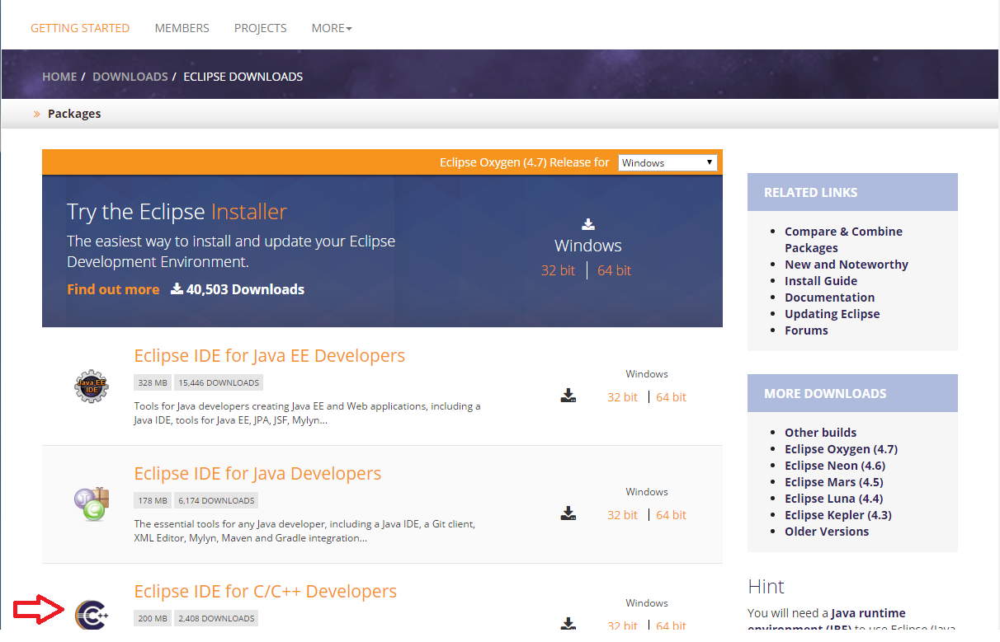 GETTING STARTED MEMBERS PROJECTS MORE
HOME / DOWNLOADS / ECLIPSE DOWNLOADS
» Packages
Eclipse Oxygen (4.7) Release for Windows
Try the Eclipse Installer
The easiest way to install and update your Eclipse
Development Environment.
Find out more 40,503 Downloads
Windows
32 bit | 64 bit
Java EE
IDE
Eclipse IDE for Java EE Developers
328 MB 15,446 DOWNLOADS
Tools for Java developers creating Java EE and Web applications, including a
Java IDE, tools for Java EE, JPA, JSF, Mylyn...
Windows
32 bit | 64 bit
J
C
Eclipse IDE for Java Developers
178 MB 6,174 DOWNLOADS
The essential tools for any Java developer, including a Java IDE, a Git client,
XML Editor, Mylyn, Maven and Gradle integration...
Windows
32 bit | 64 bit
C++
Eclipse IDE for C/C++ Developers
200 MB 2,408 DOWNLOADS
Windows
32 bit | 64 bit
RELATED LINKS
Compare & Combine
Packages
New and Noteworthy
Install Guide
Documentation
Updating Eclipse
Forums
MORE DOWNLOADS
Other builds
Eclipse Oxygen (4.7)
Eclipse Neon (4.6)
Eclipse Mars (4.5)
Eclipse Luna (4.4)
Eclipse Kepler (4.3)
Older Versions
Hint
You will need a Java runtime
environment (JRE) to use Eclipse (Java